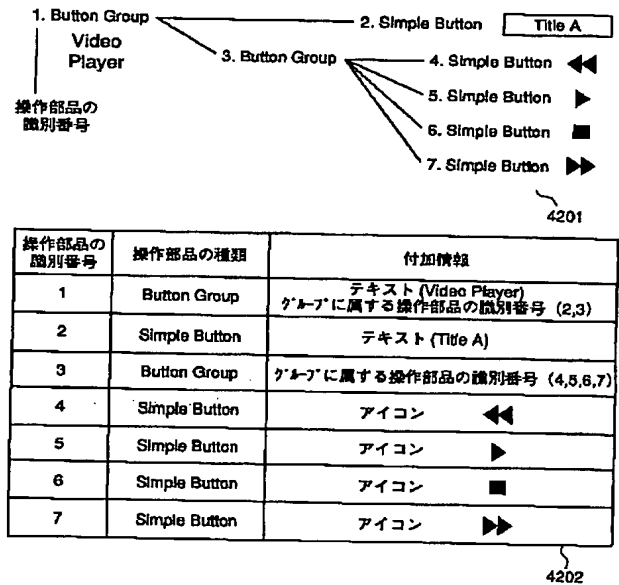 1. Button Group
Video
Player
操作部品の
識別番号
2. Simple Button
Title A
3. Button Group
4. Simple Button
5. Simple Button
6. Simple Button
7. Simple Button
4201
操作部品の識別番号 操作部品の種類 付加情報
1 Button Group テキスト (Video Player)
グループに属する操作部品の識別番号 (2,3)
2 Simple Button テキスト (Title A)
3 Button Group グループに属する操作部品の識別番号 (4,5,6,7)
4 Simple Button アイコン
5 Simple Button アイコン
6 Simple Button アイコン
7 Simple Button アイコン
4202